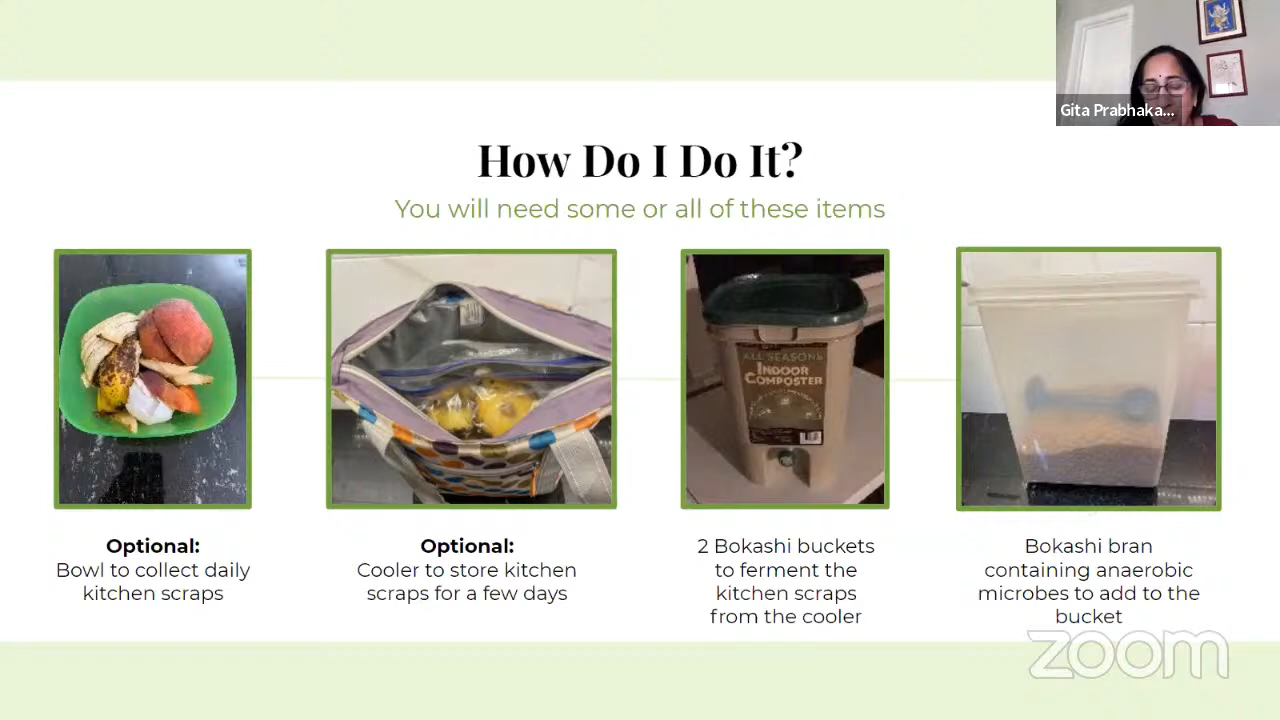 Gita Prabhaka...
How Do I Do It?
You will need some or all of these items
ALL SEASONS
INDOOR
COMPOSTER
Optional:
Bowl to collect daily
kitchen scraps
Optional:
Cooler to store kitchen
scraps for a few days
2 Bokashi buckets
to ferment the
kitchen scraps
from the cooler
Bokashi bran
containing anaerobic
microbes to add to the
bucket
zoom